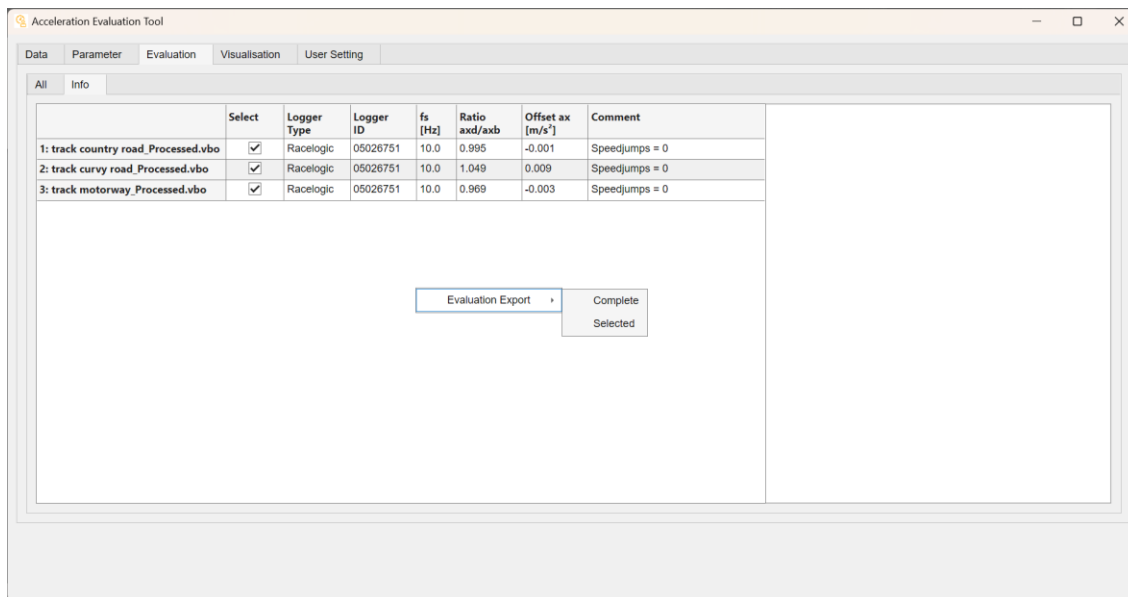 Acceleration Evaluation Tool
Data Parameter Evaluation Visualisation User Setting
All Info
Select Logger Type Logger ID fs [Hz] Ratio axd/axb Offset ax [m/s²] Comment
1: track country road_Processed.vbo Racelogic 05026751 10.0 0.995 -0.001 Speedjumps = 0
2: track curvy road_Processed.vbo Racelogic 05026751 10.0 1.049 0.009 Speedjumps = 0
3: track motorway_Processed.vbo Racelogic 05026751 10.0 0.969 -0.003 Speedjumps = 0
Evaluation Export Complete
Selected